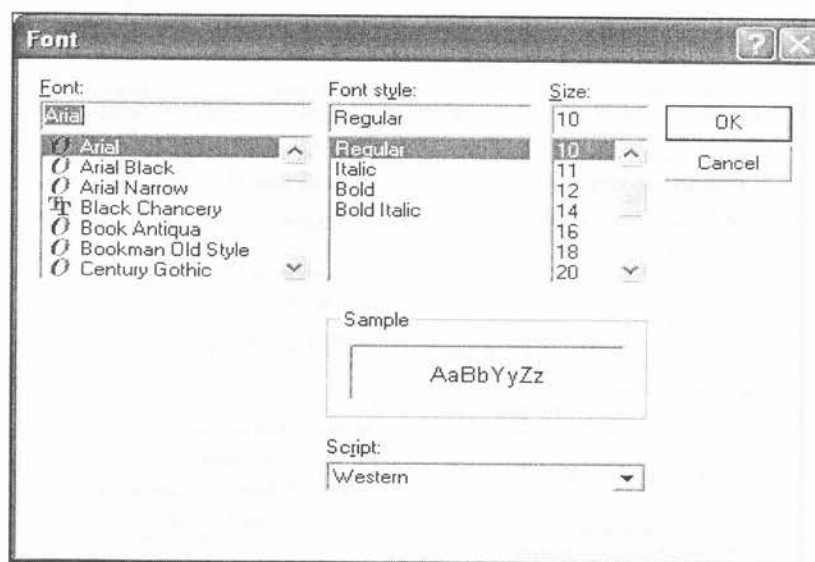 Font
Font:
Arial
Arial
Arial Black
Arial Narrow
Black Chancery
Book Antiqua
Bookman Old Style
Century Gothic
Font style:
Regular
Regular
Italic
Bold
Bold Italic
Size:
10
10
11
12
14
16
18
20
OK
Cancel
Sample
AaBbYyZz
Script:
Western